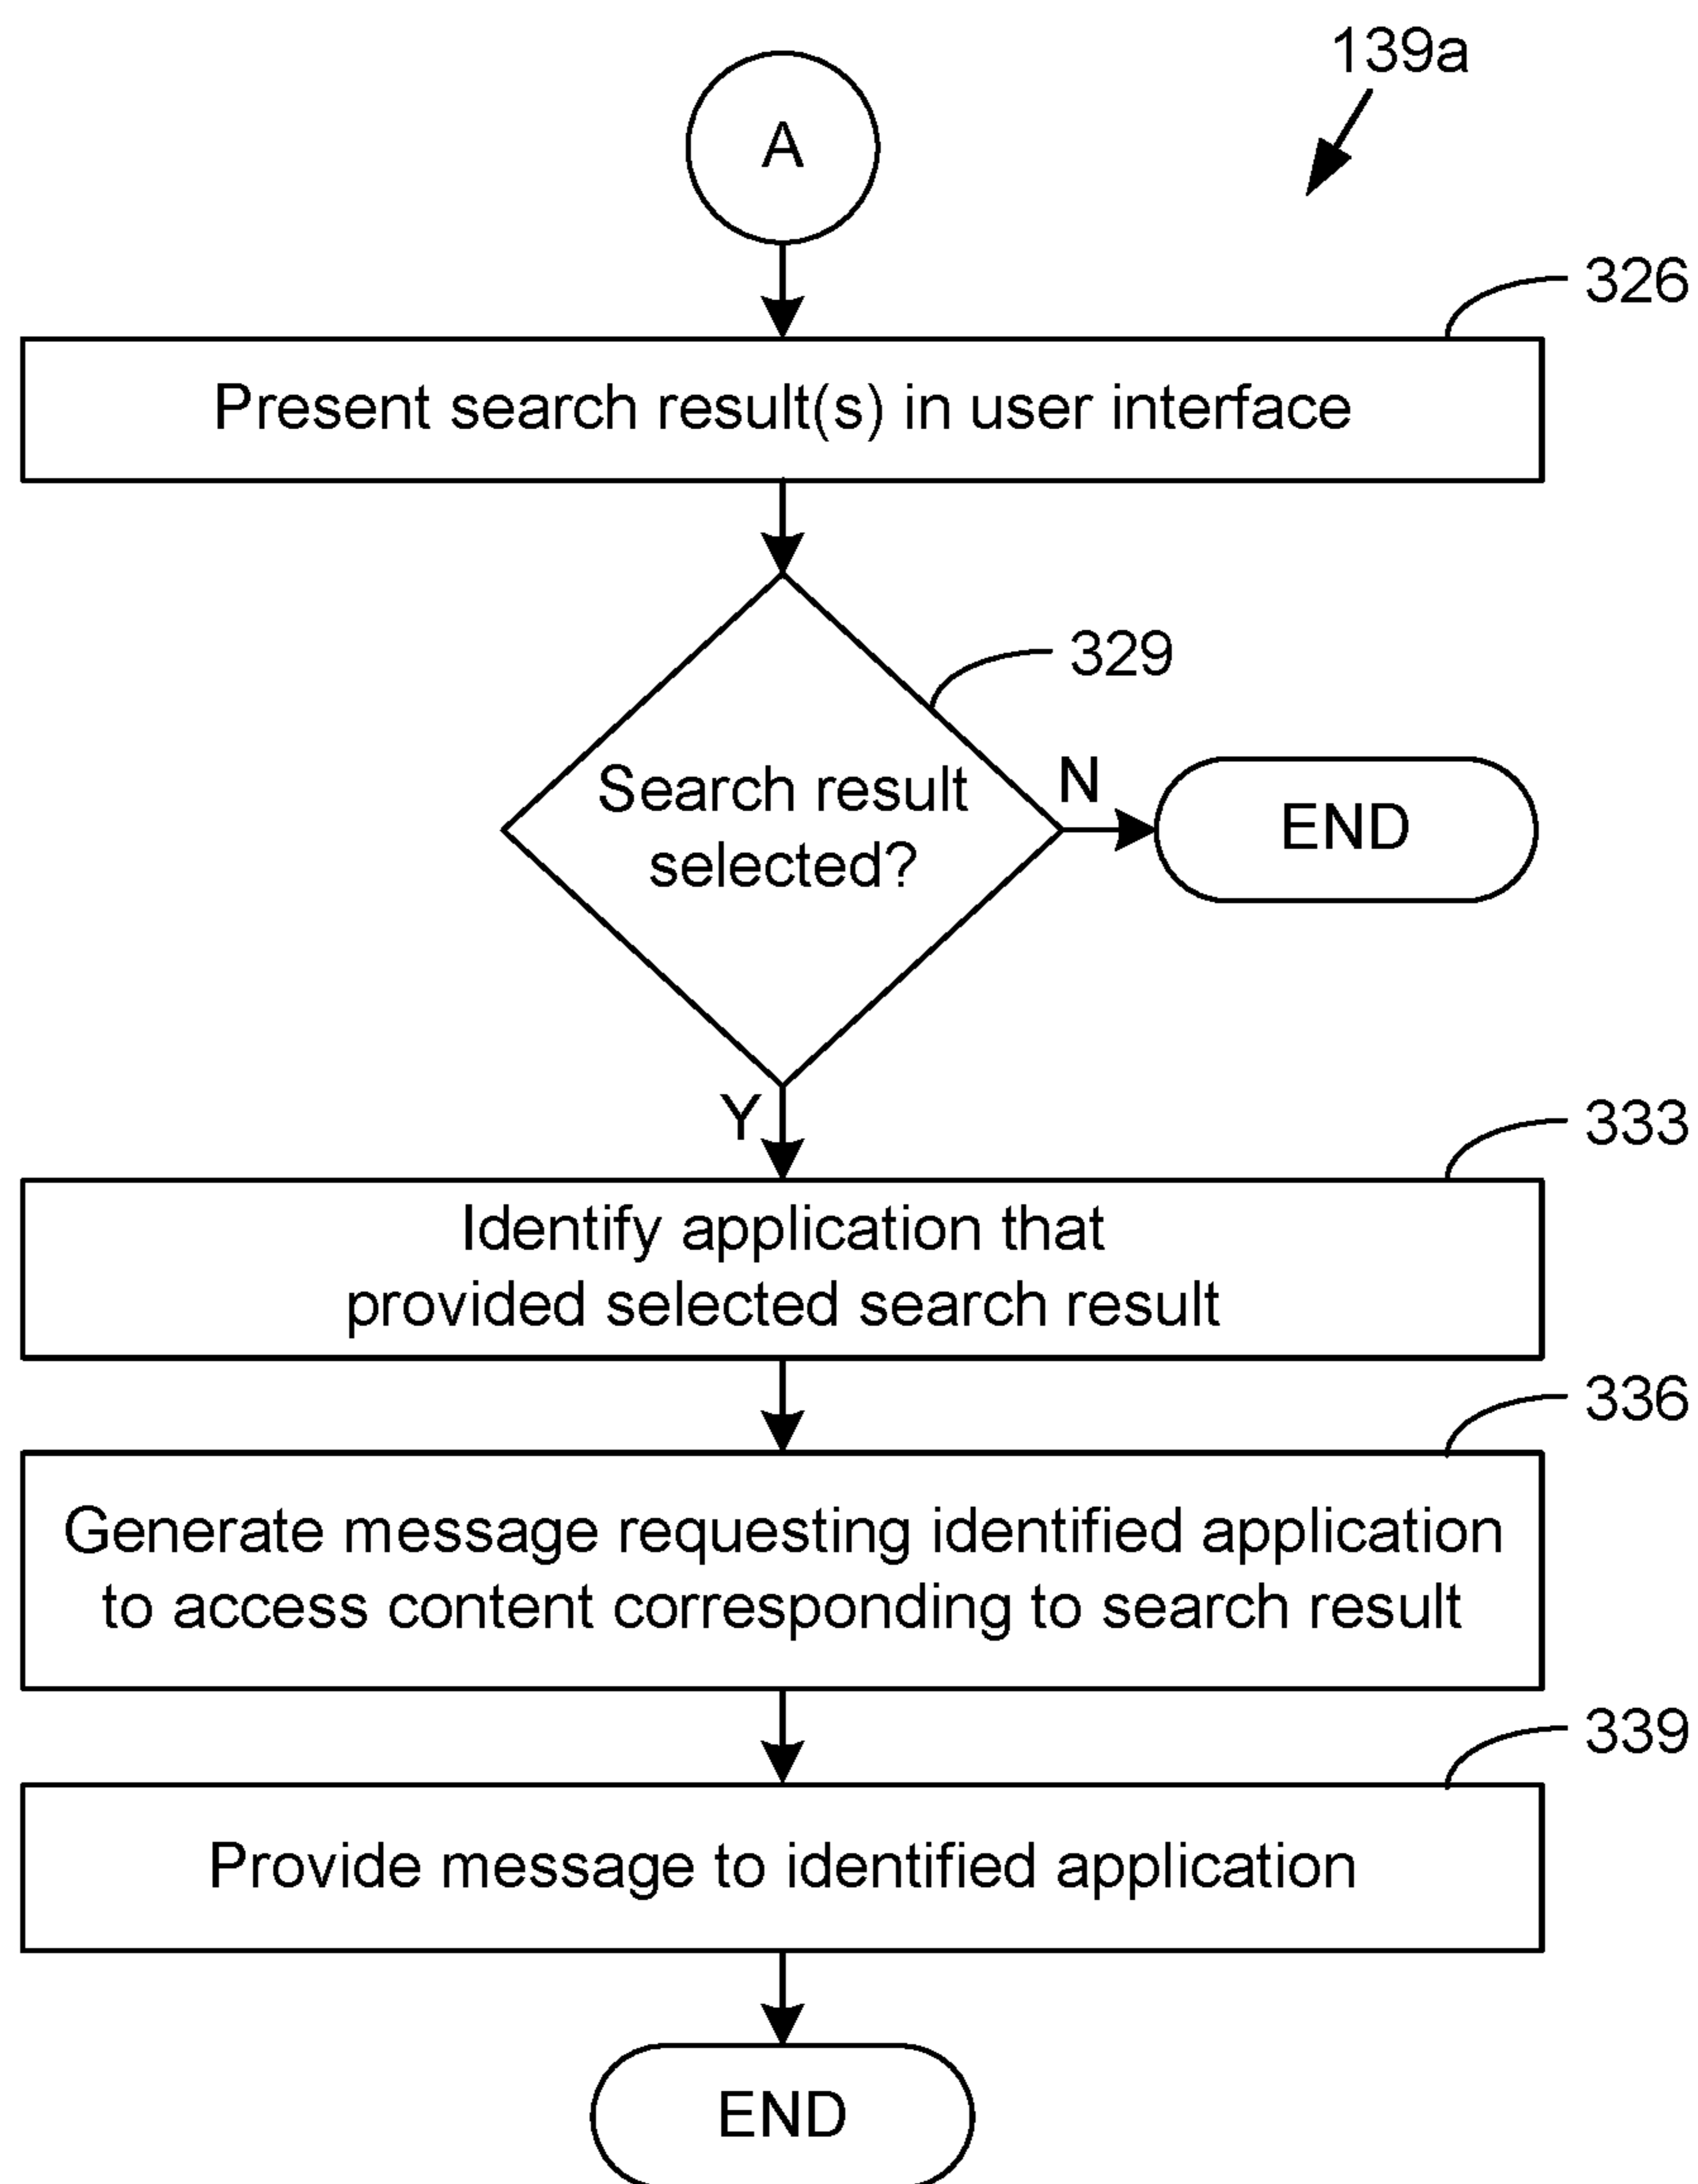 139a
A
326
Present search result(s) in user interface
329
Search result
selected?
N
END
Y
333
Identify application that
provided selected search result
336
Generate message requesting identified application
to access content corresponding to search result
339
Provide message to identified application
END